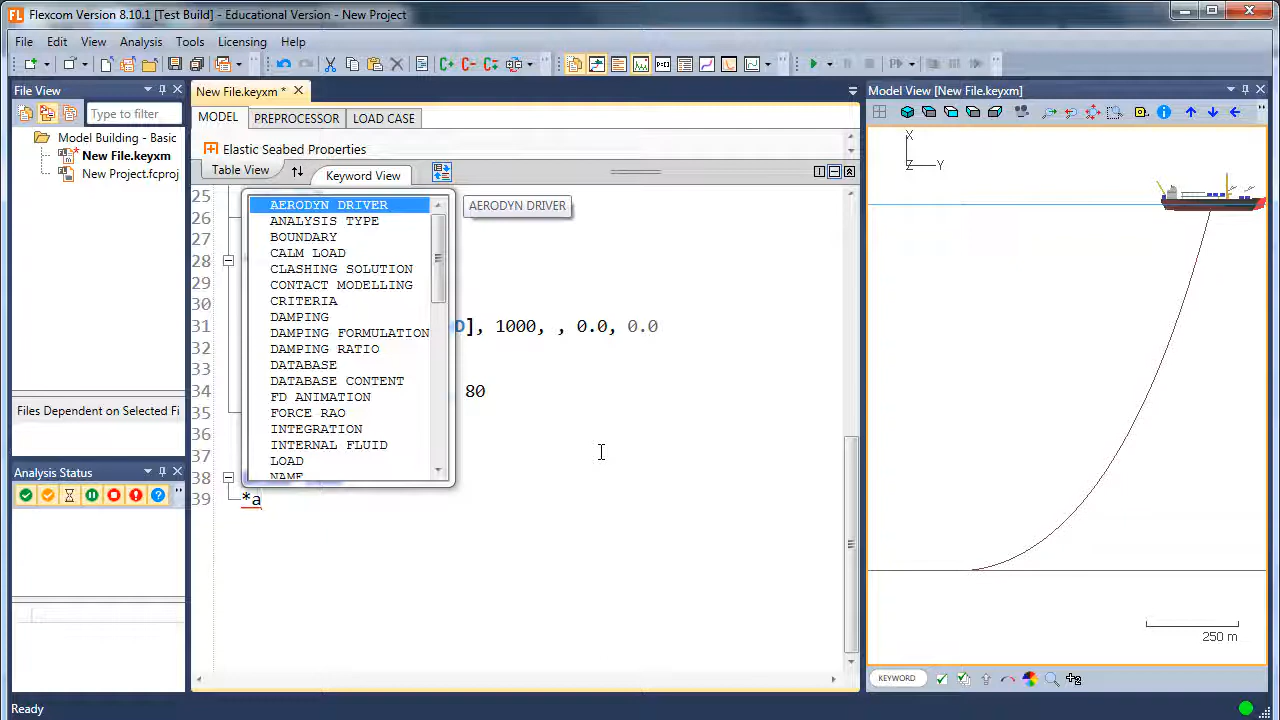 FL Flexcom Version 8.10.1 [Test Build] - Educational Version - New Project
File Edit View Analysis Tools Licensing Help
File View
Type to filter
Model Building - Basic
New File.keyxm
New Project.fcproj
Files Dependent on Selected Fi
Analysis Status
New File.keyxm *
MODEL PREPROCESSOR LOAD CASE
Elastic Seabed Properties
Table View Keyword View
25
26
27
28
29
30
31 D], 1000, , 0.0, 0.0
32
33
34 80
35
36
37
38
39 *a
AERODYN DRIVER
ANALYSIS TYPE
BOUNDARY
CALM LOAD
CLASHING SOLUTION
CONTACT MODELLING
CRITERIA
DAMPING
DAMPING FORMULATION
DAMPING RATIO
DATABASE
DATABASE CONTENT
FD ANIMATION
FORCE RAO
INTEGRATION
INTERNAL FLUID
LOAD
NAME
AERODYN DRIVER
Model View [New File.keyxm]
X
Z Y
250 m
KEYWORD
Ready